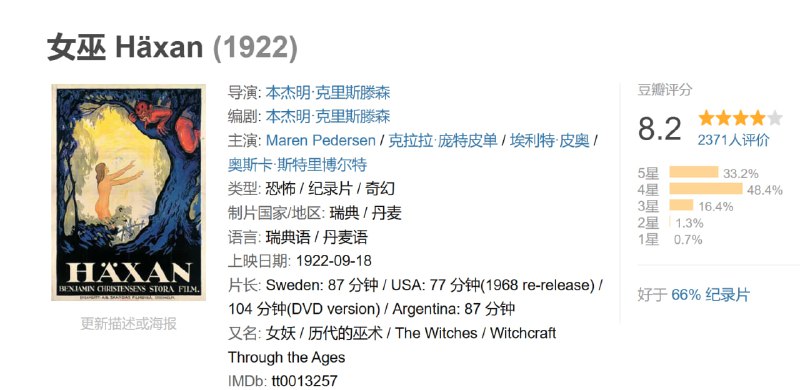 女巫 Häxan (1922)
HÄXAN
BENJAMIN CHRISTENSENS STORA FILM.
更新描述或海报
导演: 本杰明·克里斯滕森
编剧: 本杰明·克里斯滕森
主演: Maren Pedersen / 克拉拉·庞特皮单 / 埃利特·皮奥 /
奥斯卡·斯特里博尔特
类型: 恐怖 / 纪录片 / 奇幻
制片国家/地区: 瑞典 / 丹麦
语言: 瑞典语 / 丹麦语
上映日期: 1922-09-18
片长: Sweden: 87 分钟 / USA: 77 分钟(1968 re-release) /
104 分钟(DVD version) / Argentina: 87 分钟
又名: 女妖 / 历代的巫术 / The Witches / Witchcraft
Through the Ages
IMDb: tt0013257
豆瓣评分
8.2
2371人评价
5星 33.2%
4星 48.4%
3星 16.4%
2星 1.3%
1星 0.7%
好于 66% 纪录片